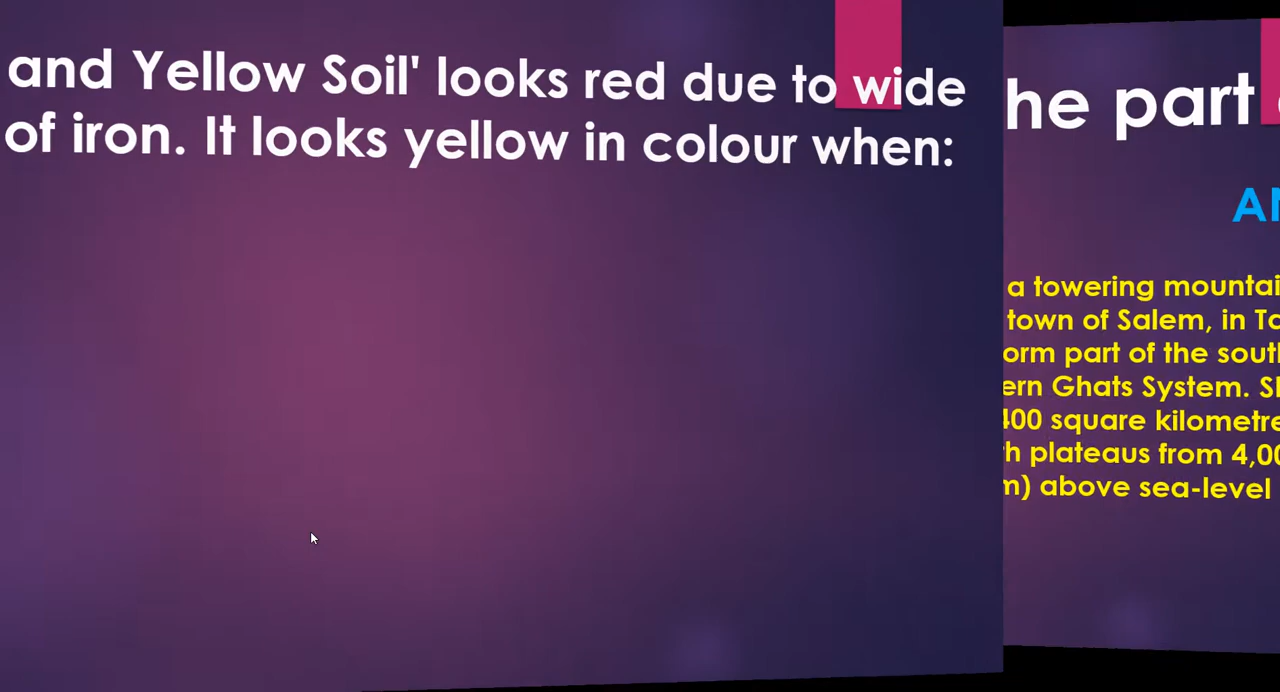 and Yellow Soil' looks red due to wide
of iron. It looks yellow in colour when:
he part
a towering mountai
town of Salem, in
orm part of the sout
ern Ghats System.
400 square kilometre
plateaus from 4,00
m) above sea-level